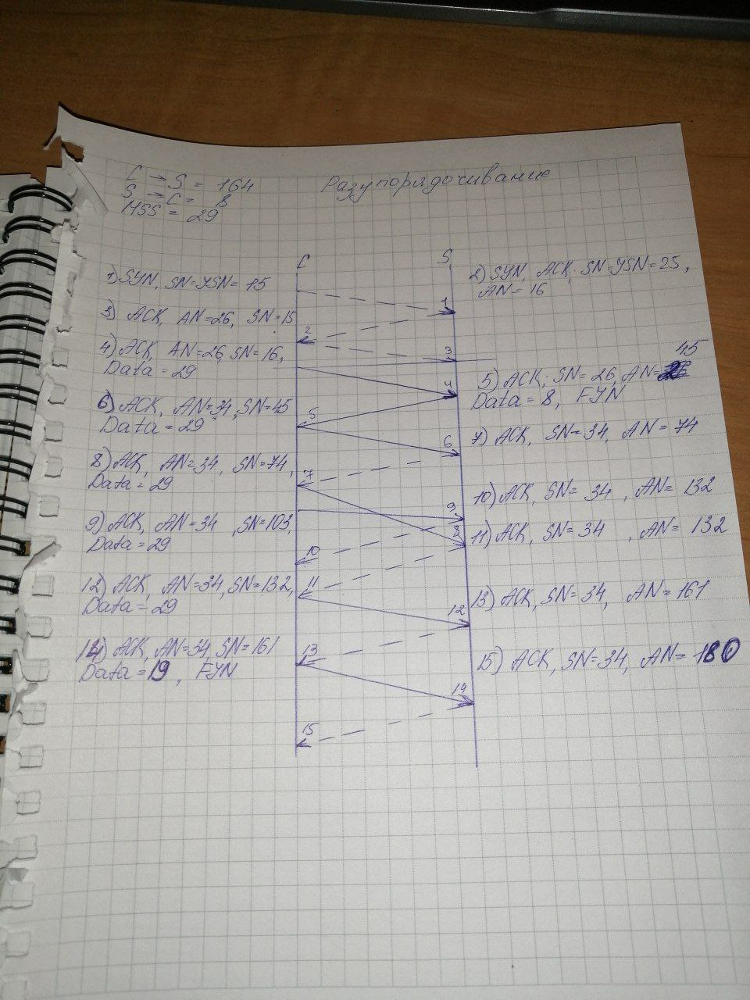 C → S = 164
S → C = 8
MSS = 29
Разупорядочивание
C
S
1) SYN, SN=YSN= 15
2) SYN, ACK, SN=YSN=25,
AN=16
3) ACK, AN=26, SN=15
4) ACK, AN=26, SN=16,
Data = 29
45
5) ACK, SN=26, AN=
Data = 8, FYN
6) ACK, AN=34, SN=45
Data = 29
7) ACK, SN=34, AN=74
8) ACK, AN=34, SN=74,
Data = 29
9) ACK, AN=34, SN=103,
Data = 29
10) ACK, SN= 34, AN= 132
11) ACK, SN= 34, AN= 132
12) ACK, AN=34, SN=132,
Data = 29
13) ACK, SN=34, AN=161
14) ACK, AN=34, SN=161
Data = 19, FYN
15) ACK, SN=34, AN= 180
1
2
3
4
5
6
7
9
8
10
11
12
13
14
15